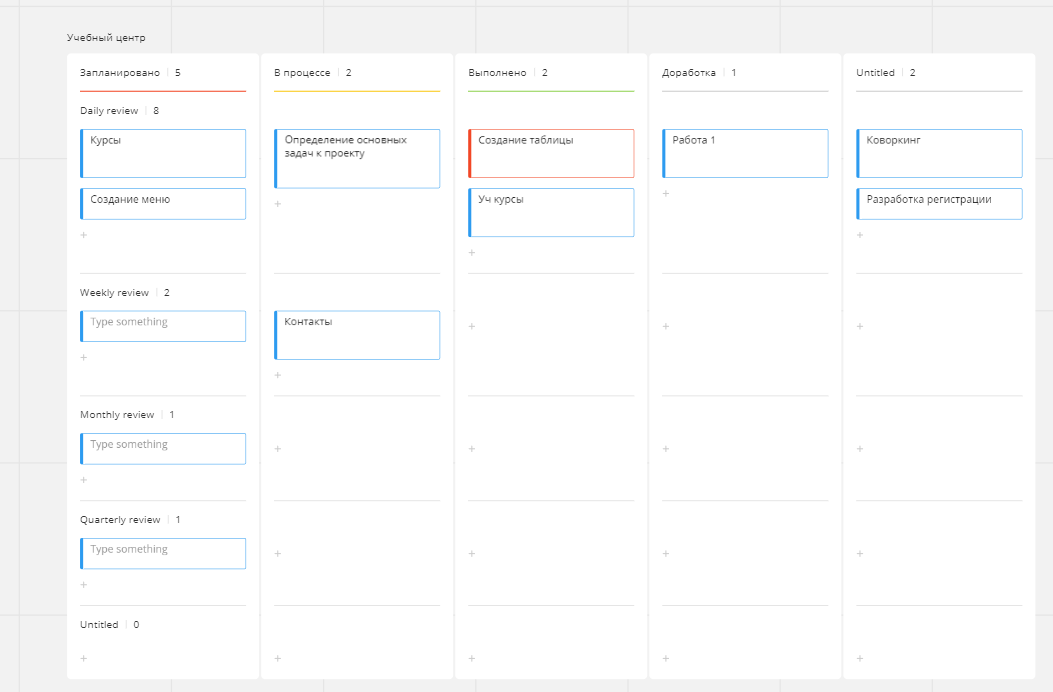 Учебный центр
Запланировано | 5
В процессе | 2
Выполнено | 2
Доработка | 1
Untitled | 2
Daily review | 8
Курсы
Определение основных
задач к проекту
Создание таблицы
Работа 1
Коворкинг
Создание меню
Уч курсы
Разработка регистрации
+
+
+
+
+
Weekly review | 2
Type something
Контакты
+
+
+
+
+
Monthly review | 1
Type something
+
+
+
+
+
Quarterly review | 1
Type something
+
+
+
+
+
Untitled | 0
+
+
+
+
+